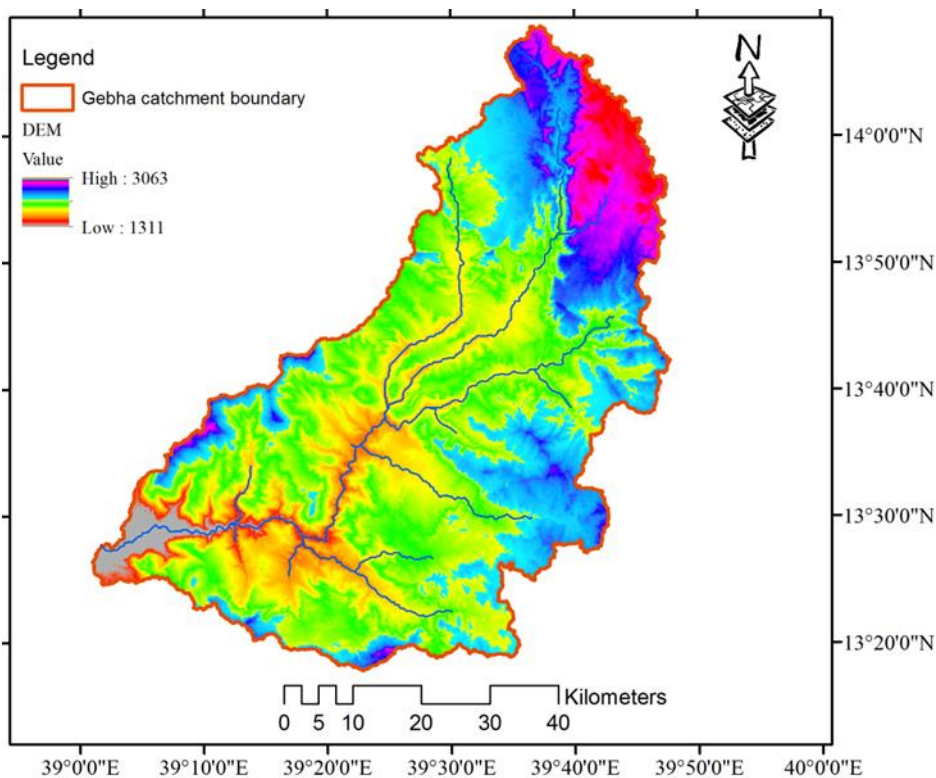 Legend
Gebha catchment boundary
DEM
Value
High : 3063
Low : 1311
N
14°0'0"N
13°50'0"N
13°40'0"N
13°30'0"N
13°20'0"N
Kilometers
0 5 10 20 30 40
39°0'0"E 39°10'0"E 39°20'0"E 39°30'0"E 39°40'0"E 39°50'0"E 40°0'0"E